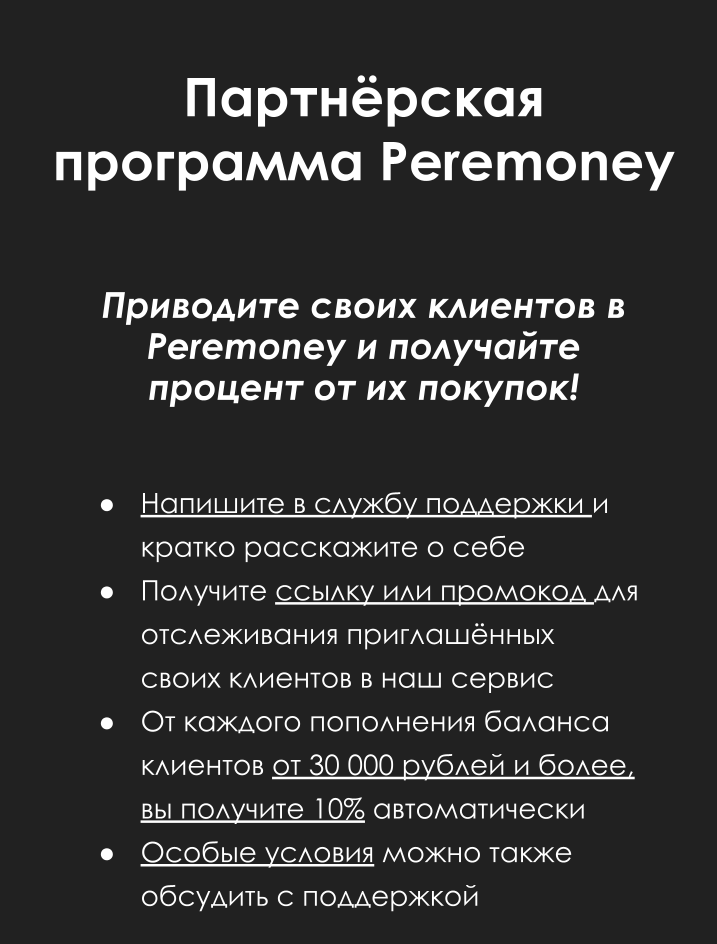 Партнёрская
программа Peremoney
Приводите своих клиентов в
Peremoney и получайте
процент от их покупок!
● Напишите в службу поддержки и
кратко расскажите о себе
● Получите ссылку или промокод для
отслеживания приглашённых
своих клиентов в наш сервис
● От каждого пополнения баланса
клиентов от 30 000 рублей и более,
вы получите 10% автоматически
● Особые условия можно также
обсудить с поддержкой